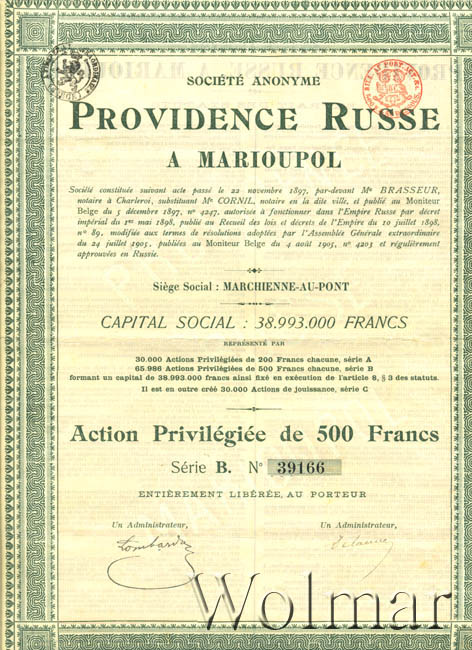 SOCIÉTÉ ANONYME
PROVIDENCE RUSSE
A MARIOUPOL
Société constituée suivant acte passé le 22 novembre 1897, par-devant Me BRASSEUR,
notaire à Charleroi, substituant Me CORNIL, notaire en la dite ville, et publié au Moniteur
Belge du 5 décembre 1897, no 4247, autorisée à fonctionner dans l'Empire Russe par décret
impérial du 1er mai 1898, publié au Recueil des lois et décrets de l'Empire du 10 juillet 1898,
no 89, modifiée aux termes de résolutions adoptées par l'Assemblée Générale extraordinaire
du 24 juillet 1905, publiées au Moniteur Belge du 4 août 1905, no 4203 et régulièrement
approuvées en Russie.
Siège Social : MARCHIENNE-AU-PONT
CAPITAL SOCIAL : 38.993.000 FRANCS
REPRÉSENTÉ PAR
30.000 Actions Privilégiées de 200 Francs chacune, série A
65.986 Actions Privilégiées de 500 Francs chacune, série B
formant un capital de 38.993.000 francs ainsi fixé en exécution de l'article 8, § 3 des statuts.
Il est en outre créé 30.000 Actions de jouissance, série C
Action Privilégiée de 500 Francs
Série B. No 39166
ENTIÈREMENT LIBÉRÉE, AU PORTEUR
Un Administrateur, Un Administrateur,
Wolmar